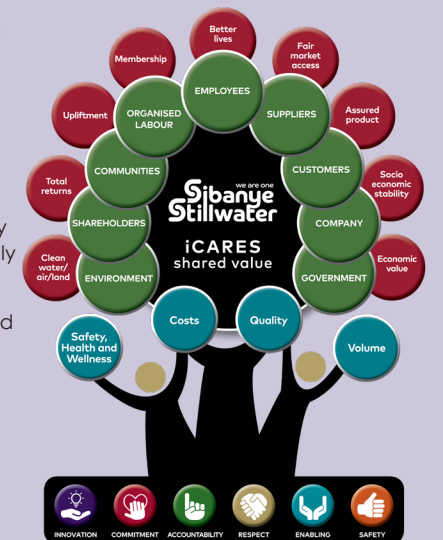 Better
lives
Fair
market
access
Membership
EMPLOYEES
Upliftment
ORGANISED
LABOUR
SUPPLIERS
Assured
product
Total
returns
COMMUNITIES
CUSTOMERS
Socio
economic
stability
we are one
Sibanye
Stillwater
SHAREHOLDERS
COMPANY
iCARES
shared value
Clean
water/
air/land
ENVIRONMENT
GOVERNMENT
Economic
value
Costs
Quality
Safety,
Health and
Wellness
Volume
INNOVATION COMMITMENT ACCOUNTABILITY RESPECT ENABLING SAFETY